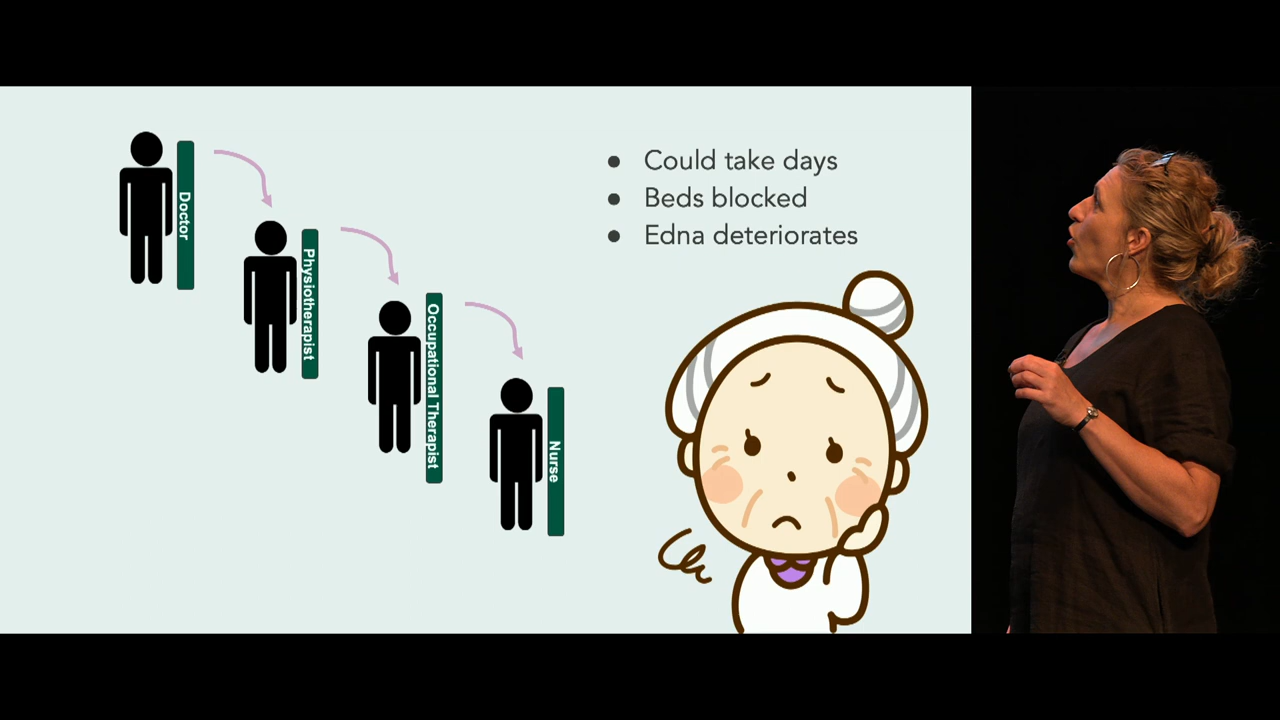 Doctor
Physiotherapist
Occupational Therapist
Nurse
● Could take days
● Beds blocked
● Edna deteriorates